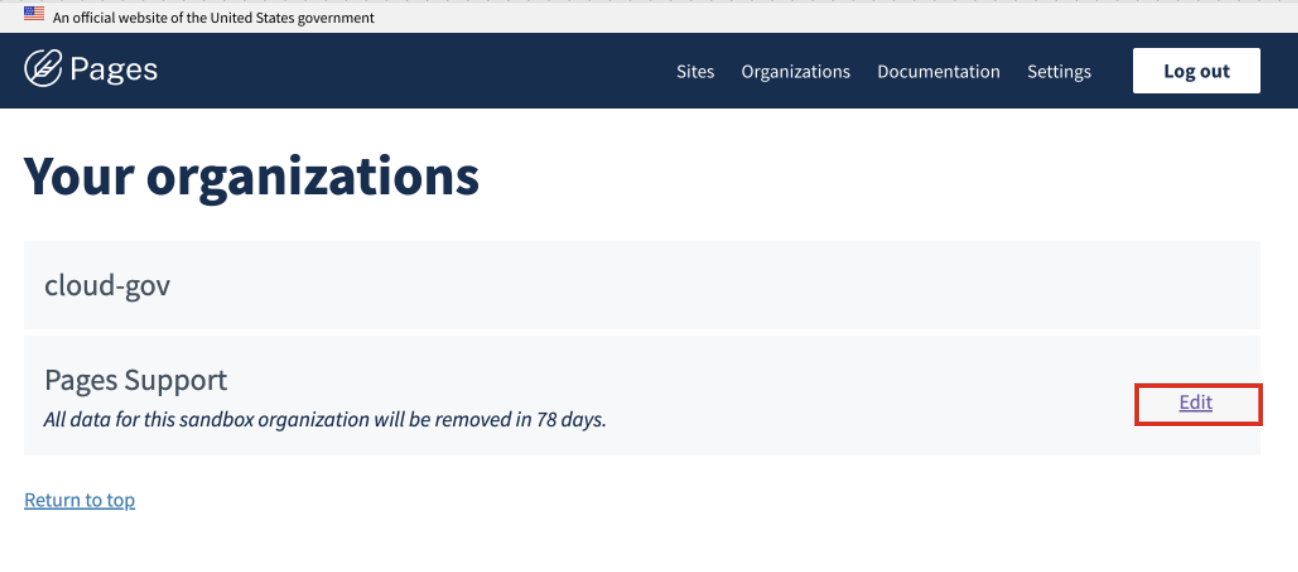 An official website of the United States government
Pages
Sites Organizations Documentation Settings Log out
Your organizations
cloud-gov
Pages Support
All data for this sandbox organization will be removed in 78 days.
Edit
Return to top